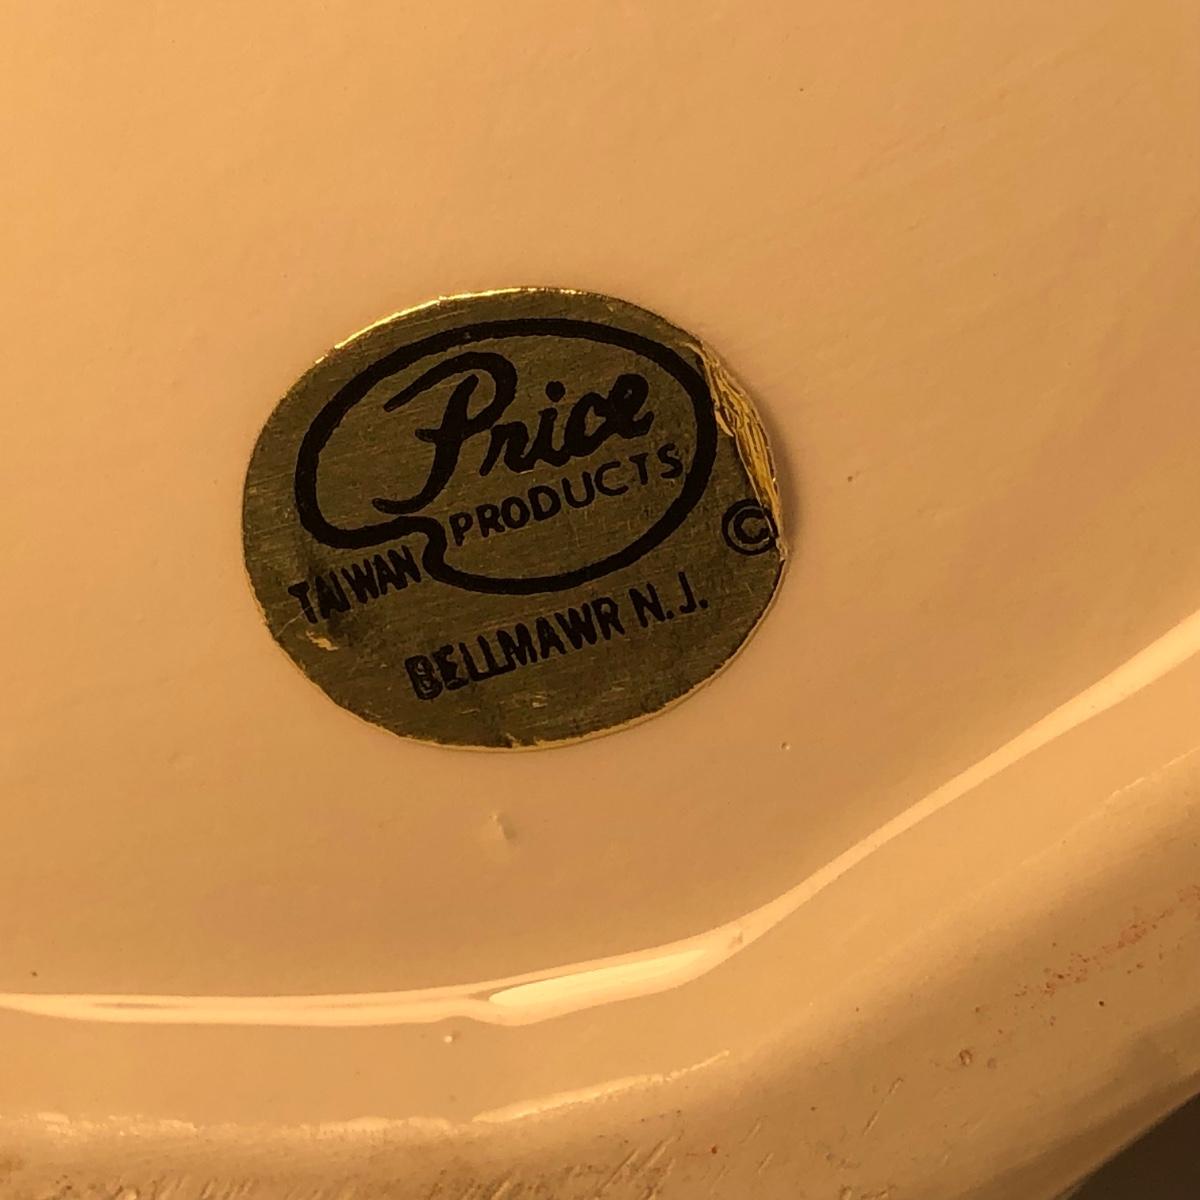 Price
PRODUCTS
©
TAIWAN
BELLMAWR N.J.